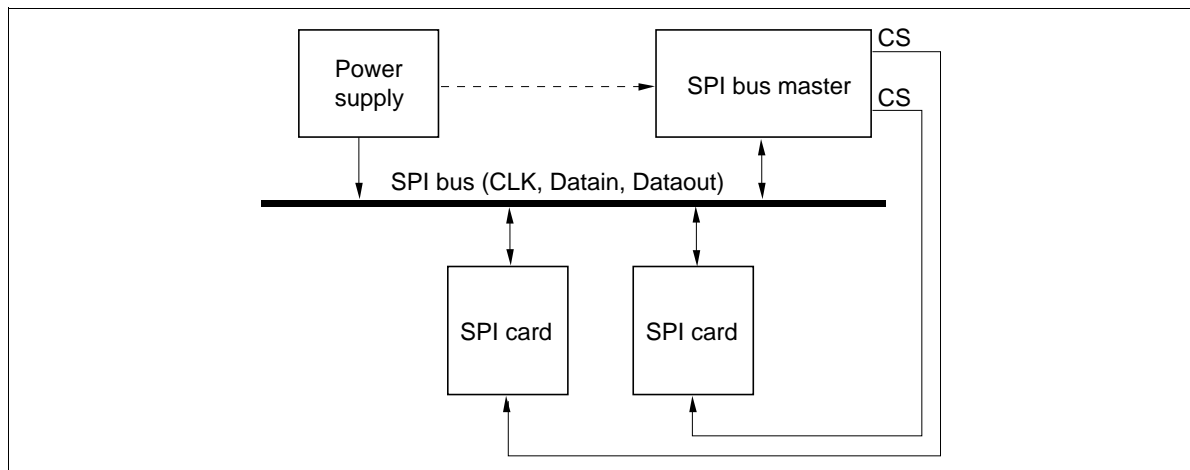 Power
supply
SPI bus master
CS
CS
SPI bus (CLK, Datain, Dataout)
SPI card
SPI card